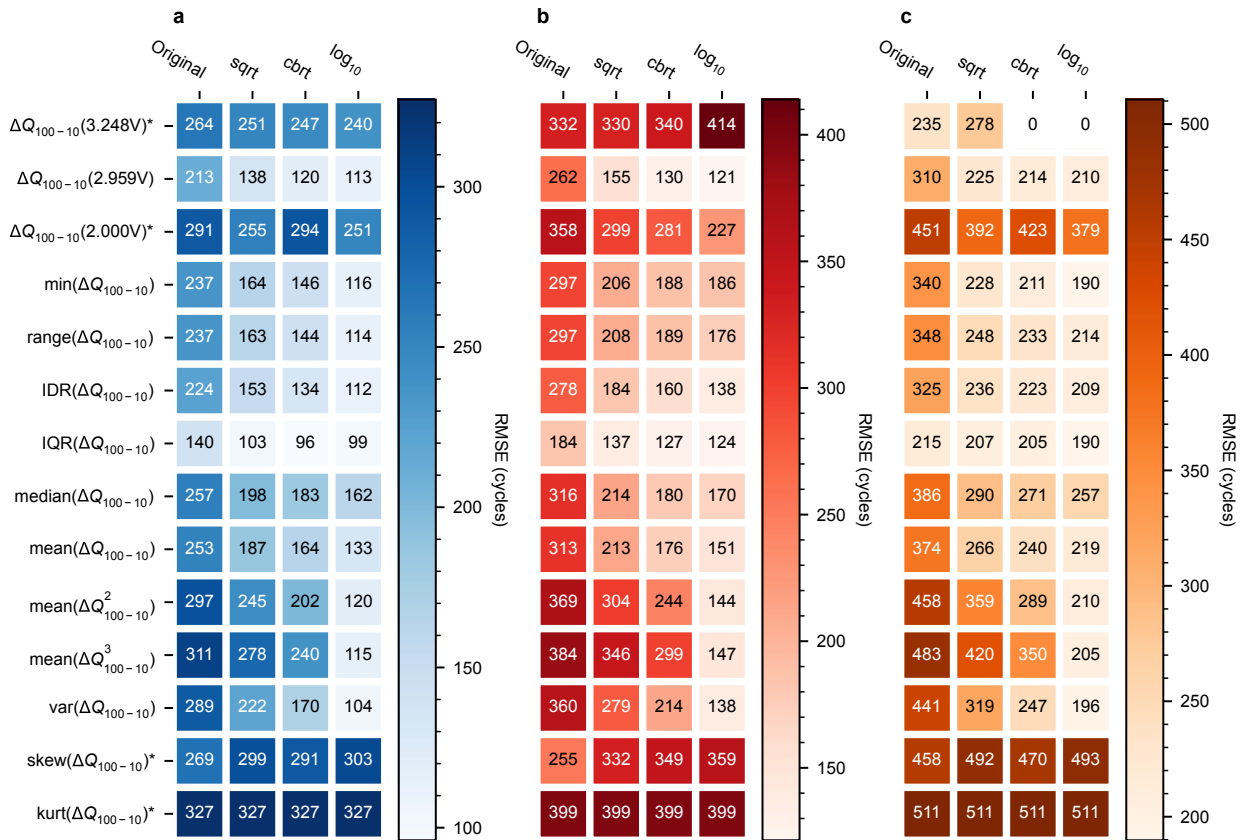 a b c
Original sqrt cbrt log₁₀ Original sqrt cbrt log₁₀ Original sqrt cbrt log₁₀
ΔQ₁₀₀₋₁₀(3.248V)* 264 251 247 240 332 330 340 414 235 278 0 0
ΔQ₁₀₀₋₁₀(2.959V) 213 138 120 113 262 155 130 121 310 225 214 210
ΔQ₁₀₀₋₁₀(2.000V)* 291 255 294 251 358 299 281 227 451 392 423 379
min(ΔQ₁₀₀₋₁₀) 237 164 146 116 297 206 188 186 340 228 211 190
range(ΔQ₁₀₀₋₁₀) 237 163 144 114 297 208 189 176 348 248 233 214
IDR(ΔQ₁₀₀₋₁₀) 224 153 134 112 278 184 160 138 325 236 223 209
IQR(ΔQ₁₀₀₋₁₀) 140 103 96 99 184 137 127 124 215 207 205 190
median(ΔQ₁₀₀₋₁₀) 257 198 183 162 316 214 180 170 386 290 271 257
mean(ΔQ₁₀₀₋₁₀) 253 187 164 133 313 213 176 151 374 266 240 219
mean(ΔQ²₁₀₀₋₁₀) 297 245 202 120 369 304 244 144 458 359 289 210
mean(ΔQ³₁₀₀₋₁₀) 311 278 240 115 384 346 299 147 483 420 350 205
var(ΔQ₁₀₀₋₁₀) 289 222 170 104 360 279 214 138 441 319 247 196
skew(ΔQ₁₀₀₋₁₀)* 269 299 291 303 255 332 349 359 458 492 470 493
kurt(ΔQ₁₀₀₋₁₀)* 327 327 327 327 399 399 399 399 511 511 511 511
300
250
200
150
100
RMSE (cycles)
400
350
300
250
200
150
RMSE (cycles)
500
450
400
350
300
250
200
RMSE (cycles)